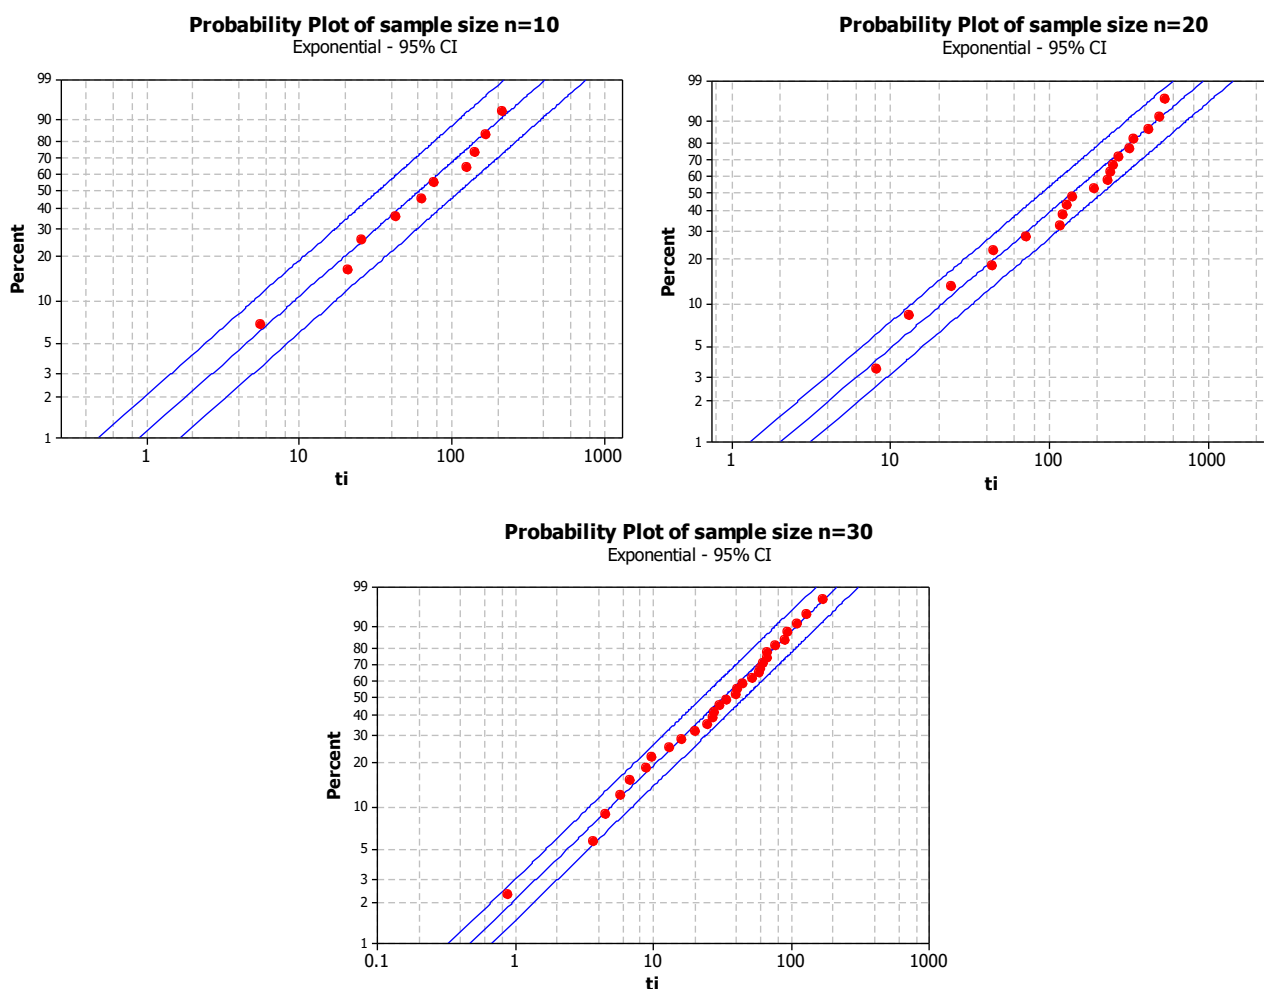 Probability Plot of sample size n=10
Exponential - 95% CI
99
90
80
70
60
50
40
30
20
10
5
3
2
1
Percent
1 10 100 1000
ti
Probability Plot of sample size n=20
Exponential - 95% CI
99
90
80
70
60
50
40
30
20
10
5
3
2
1
Percent
1 10 100 1000
ti
Probability Plot of sample size n=30
Exponential - 95% CI
99
90
80
70
60
50
40
30
20
10
5
3
2
1
Percent
0.1 1 10 100 1000
ti